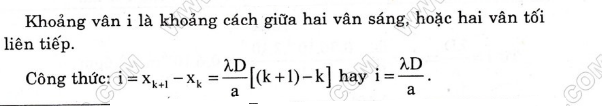 Khoảng vân i là khoảng cách giữa hai vân sáng, hoặc hai vân tối
liên tiếp.
Công thức: i = x_{k+1} − x_k = λD/a [(k + 1) − k] hay i = λD/a .